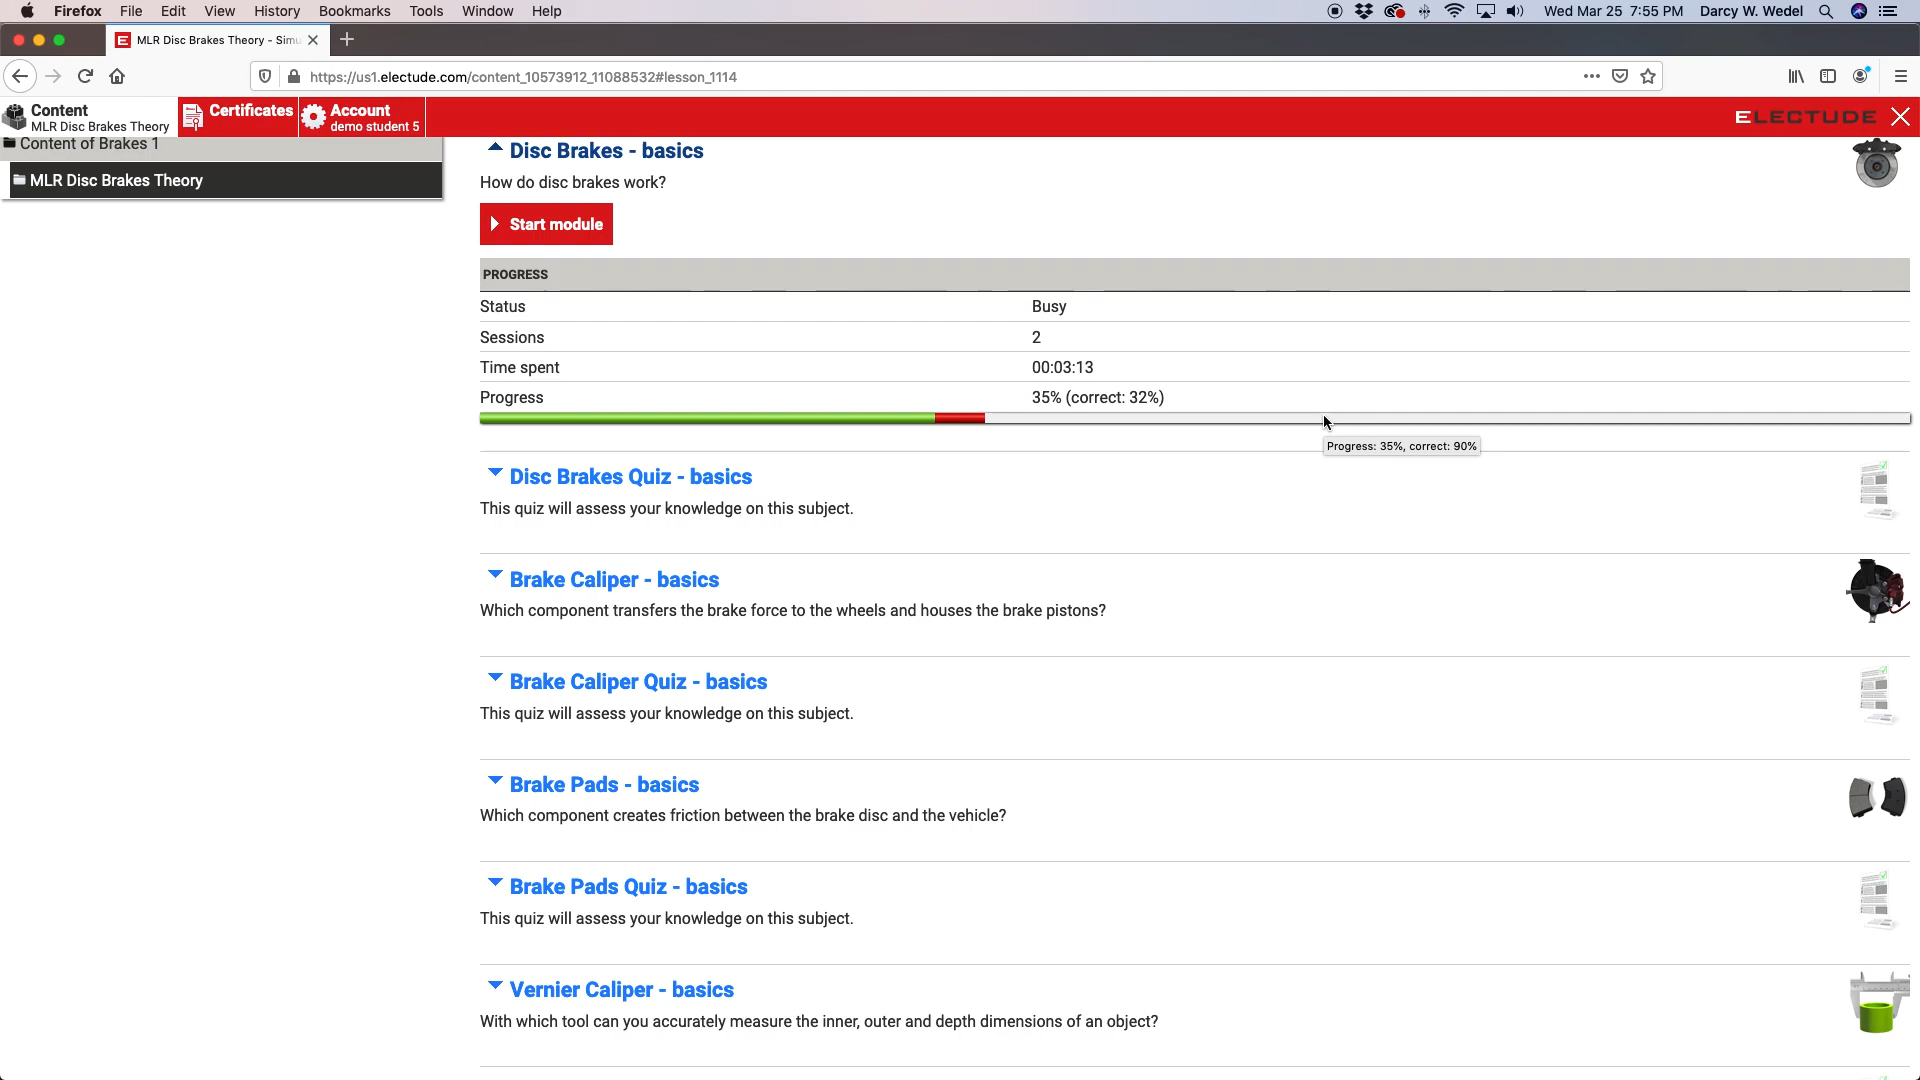 Firefox File Edit View History Bookmarks Tools Window Help Wed Mar 25 7:55 PM Darcy W. Wedel
MLR Disc Brakes Theory - Simu
https://us1.electude.com/content_10573912_11088532#lesson_1114
Content
MLR Disc Brakes Theory
Certificates
Account
demo student 5
ELECTUDE
Content of Brakes 1
MLR Disc Brakes Theory
Disc Brakes - basics
How do disc brakes work?
Start module
PROGRESS
Status Busy
Sessions 2
Time spent 00:03:13
Progress 35% (correct: 32%)
Progress: 35%, correct: 90%
Disc Brakes Quiz - basics
This quiz will assess your knowledge on this subject.
Brake Caliper - basics
Which component transfers the brake force to the wheels and houses the brake pistons?
Brake Caliper Quiz - basics
This quiz will assess your knowledge on this subject.
Brake Pads - basics
Which component creates friction between the brake disc and the vehicle?
Brake Pads Quiz - basics
This quiz will assess your knowledge on this subject.
Vernier Caliper - basics
With which tool can you accurately measure the inner, outer and depth dimensions of an object?